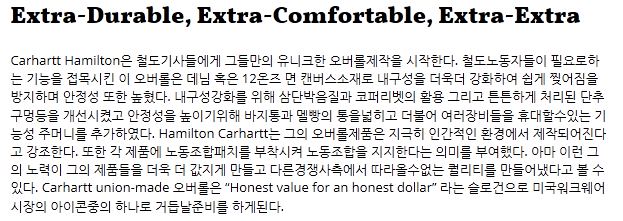 Extra-Durable, Extra-Comfortable, Extra-Extra
Carhartt Hamilton은 철도기사들에게 그들만의 유니크한 오버롤제작을 시작한다. 철도노동자들이 필요로하
는 기능을 접목시킨 이 오버롤은 데님 혹은 12온즈 면 캔버스소재로 내구성을 더욱더 강화하여 쉽게 찢어짐을
방지하며 안정성 또한 높혔다. 내구성강화를 위해 삼단박음질과 코퍼리벳의 활용 그리고 튼튼하게 처리된 단추
구멍등을 개선시켰고 안정성을 높이기위해 바지통과 멜빵의 통을넓히고 더불어 여러장비들을 휴대할수있는 기
능성 주머니를 추가하였다. Hamilton Carhartt는 그의 오버롤제품은 지극히 인간적인 환경에서 제작되어진다
고 강조한다. 또한 각 제품에 노동조합패치를 부착시켜 노동조합을 지지한다는 의미를 부여했다. 아마 이런 그
의 노력이 그의 제품들을 더욱 더 값지게 만들고 다른경쟁사측에서 따라올수없는 퀄리티를 만들어냈다고 볼 수
있다. Carhartt union-made 오버롤은 "Honest value for an honest dollar" 라는 슬로건으로 미국워크웨어
시장의 아이콘중의 하나로 거듭날준비를 하게된다.